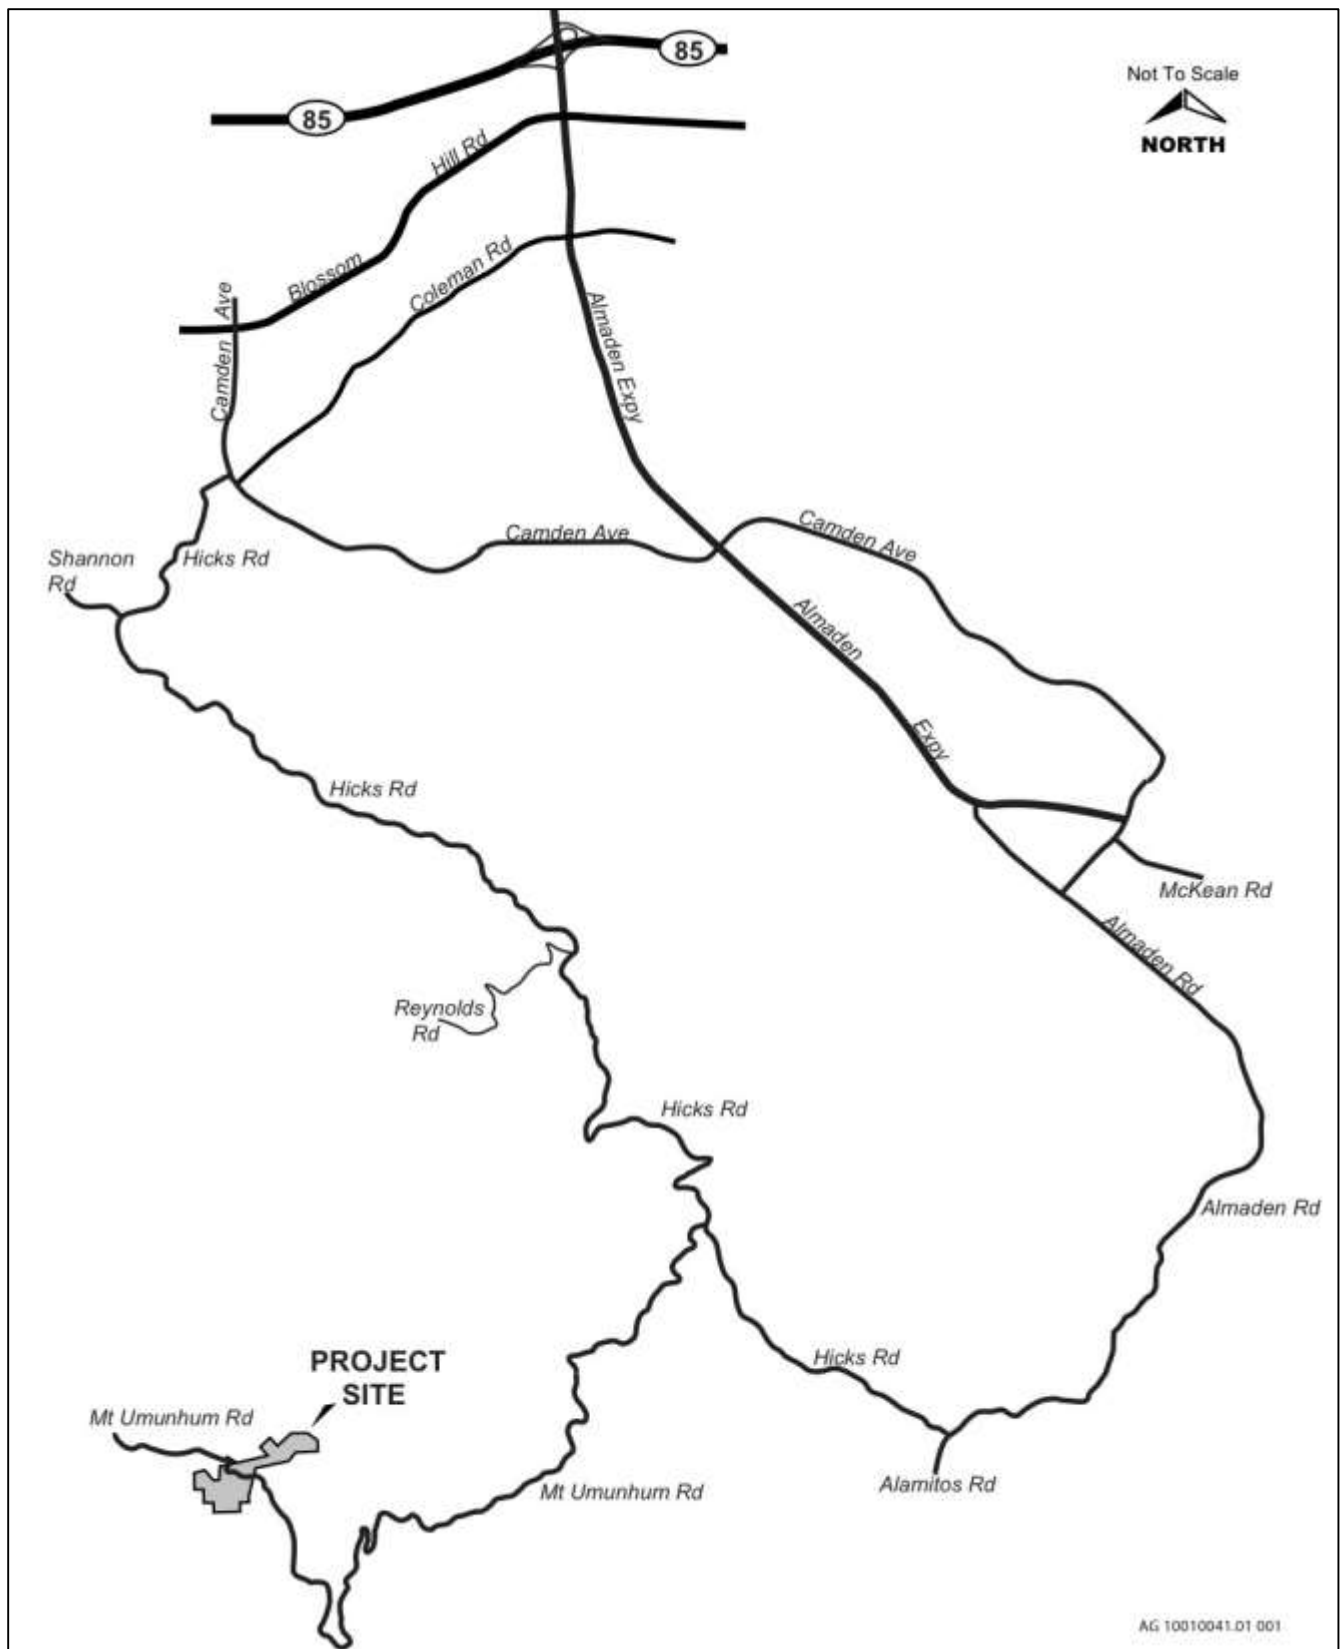 85
85
Not To Scale
NORTH
Hill Rd
Blossom
Coleman Rd
Camden Ave
Almaden Expy
Camden Ave
Camden Ave
Shannon
Rd
Hicks Rd
Almaden
Expy
Hicks Rd
McKean Rd
Almaden Rd
Reynolds
Rd
Hicks Rd
Almaden Rd
PROJECT
SITE
Hicks Rd
Mt Umunhum Rd
Alamitos Rd
Mt Umunhum Rd
AG 10010041.01 001